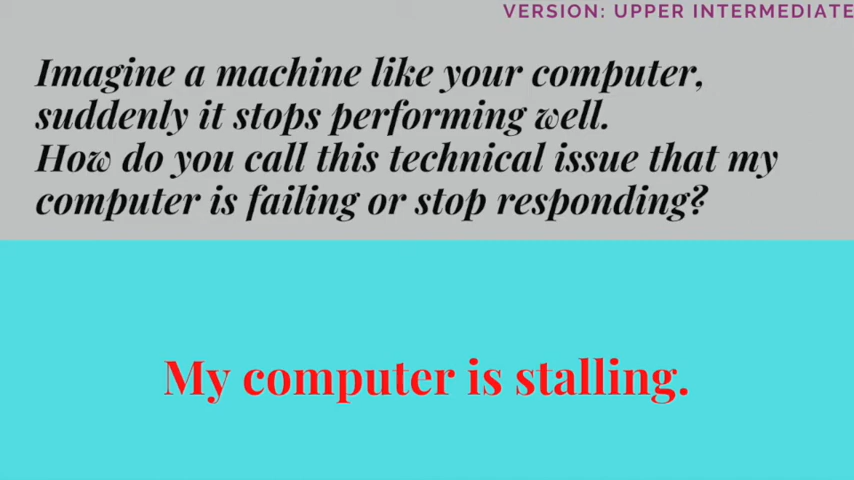 VERSION: UPPER INTERMEDIATE
Imagine a machine like your computer,
suddenly it stops performing well.
How do you call this technical issue that my
computer is failing or stop responding?
My computer is stalling.